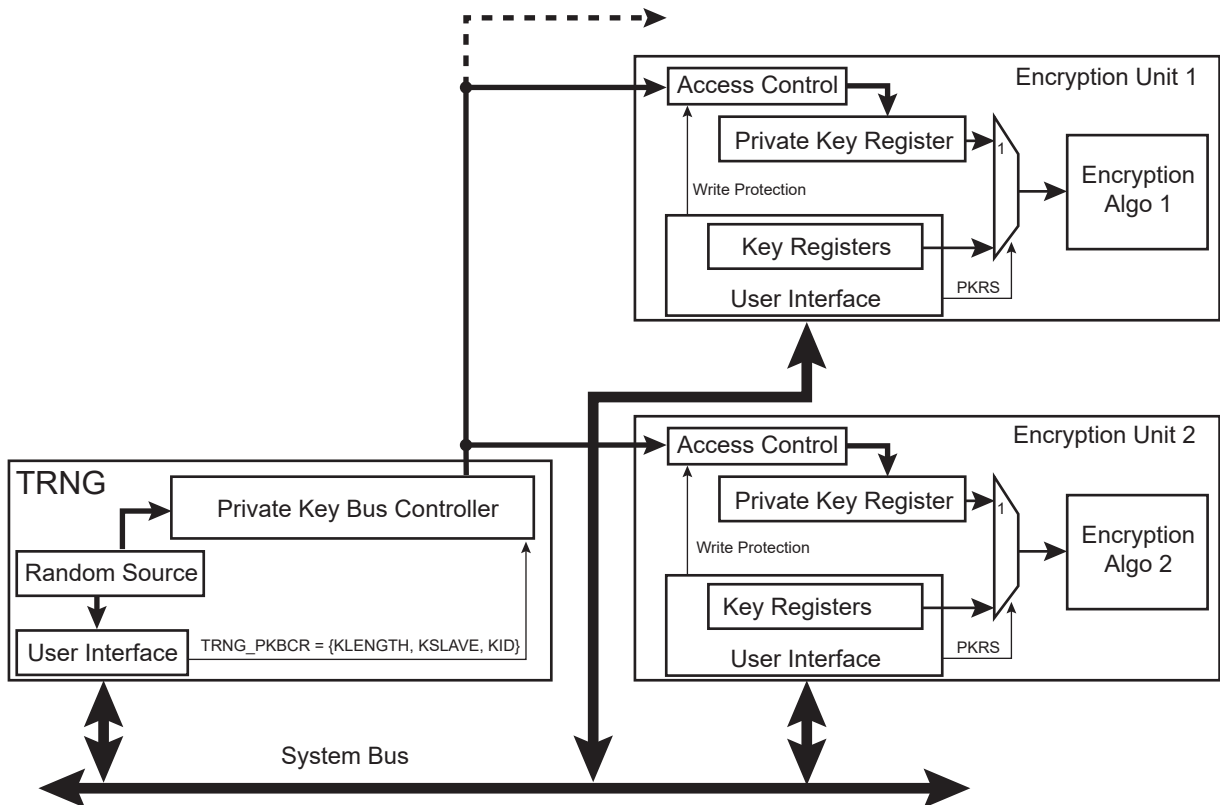 Encryption Unit 1
Access Control
Private Key Register
1
Encryption
Algo 1
Write Protection
Key Registers
PKRS
User Interface
Encryption Unit 2
Access Control
Private Key Register
1
Encryption
Algo 2
Write Protection
Key Registers
PKRS
User Interface
TRNG
Private Key Bus Controller
Random Source
User Interface
TRNG_PKBCR = {KLENGTH, KSLAVE, KID}
System Bus